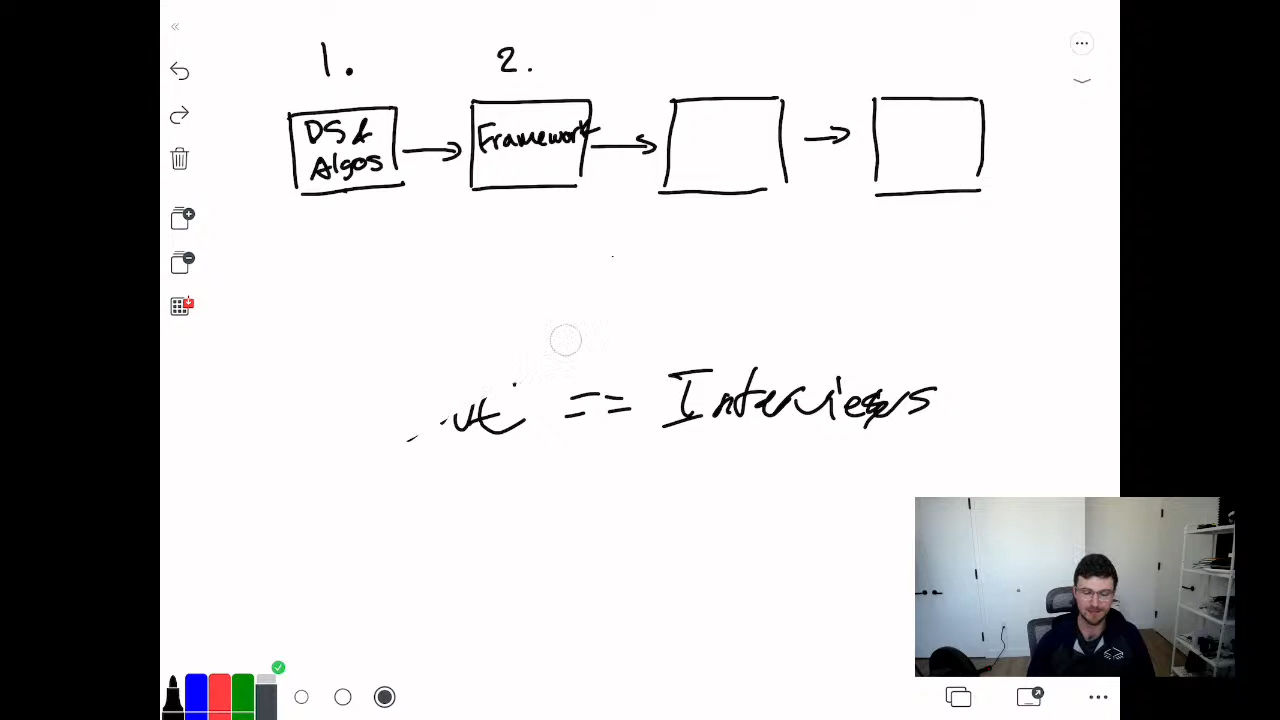 1. 2.
DS & Framework
Algos
== Interviews